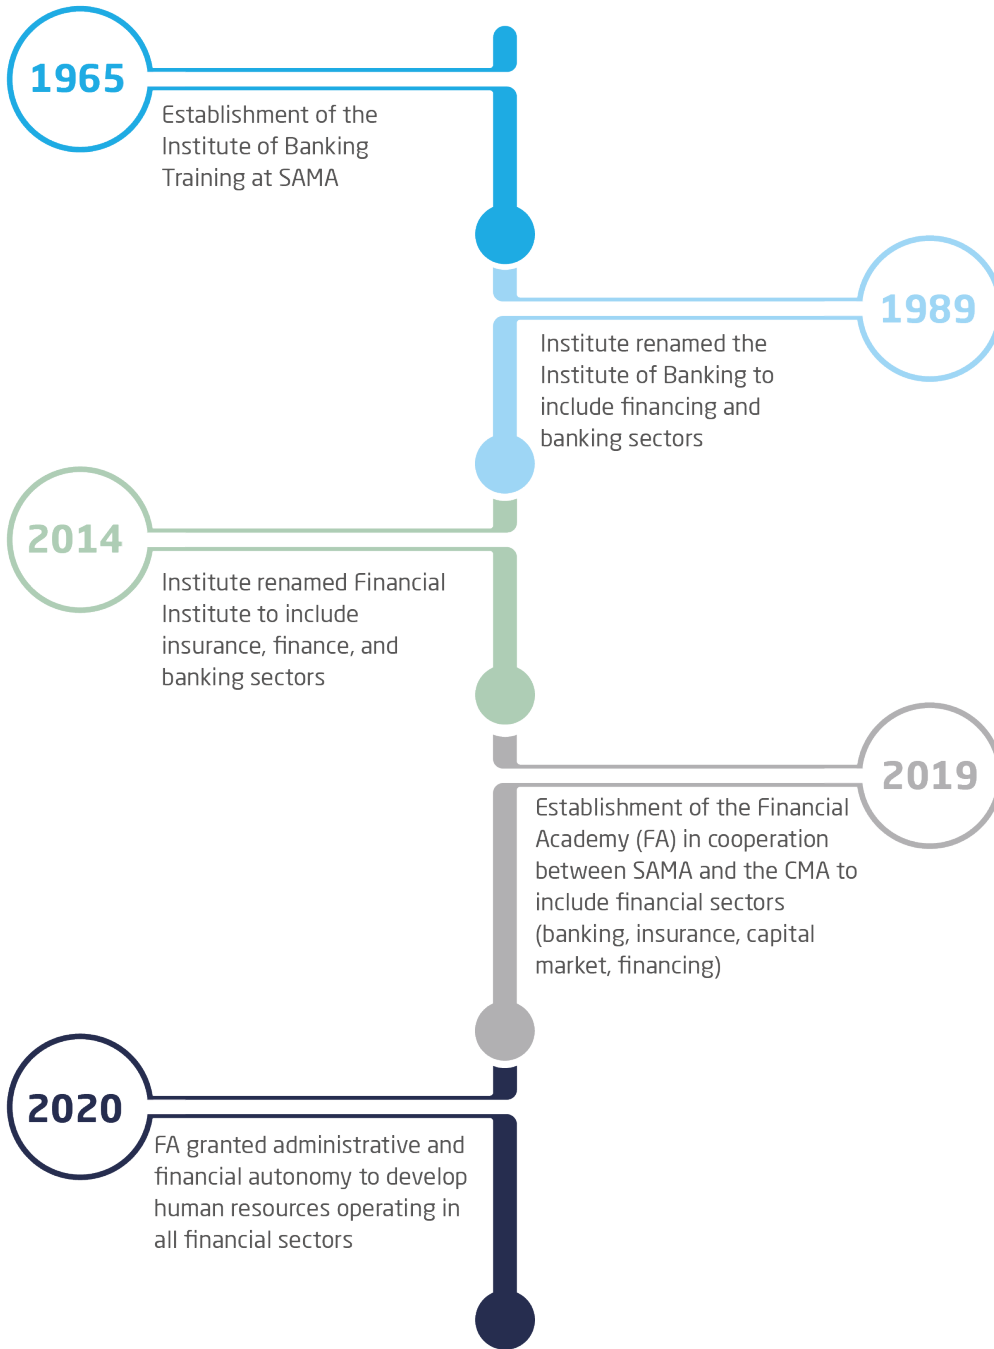 1965
Establishment of the
Institute of Banking
Training at SAMA
1989
Institute renamed the
Institute of Banking to
include financing and
banking sectors
2014
Institute renamed Financial
Institute to include
insurance, finance, and
banking sectors
2019
Establishment of the Financial
Academy (FA) in cooperation
between SAMA and the CMA to
include financial sectors
(banking, insurance, capital
market, financing)
2020
FA granted administrative and
financial autonomy to develop
human resources operating in
all financial sectors